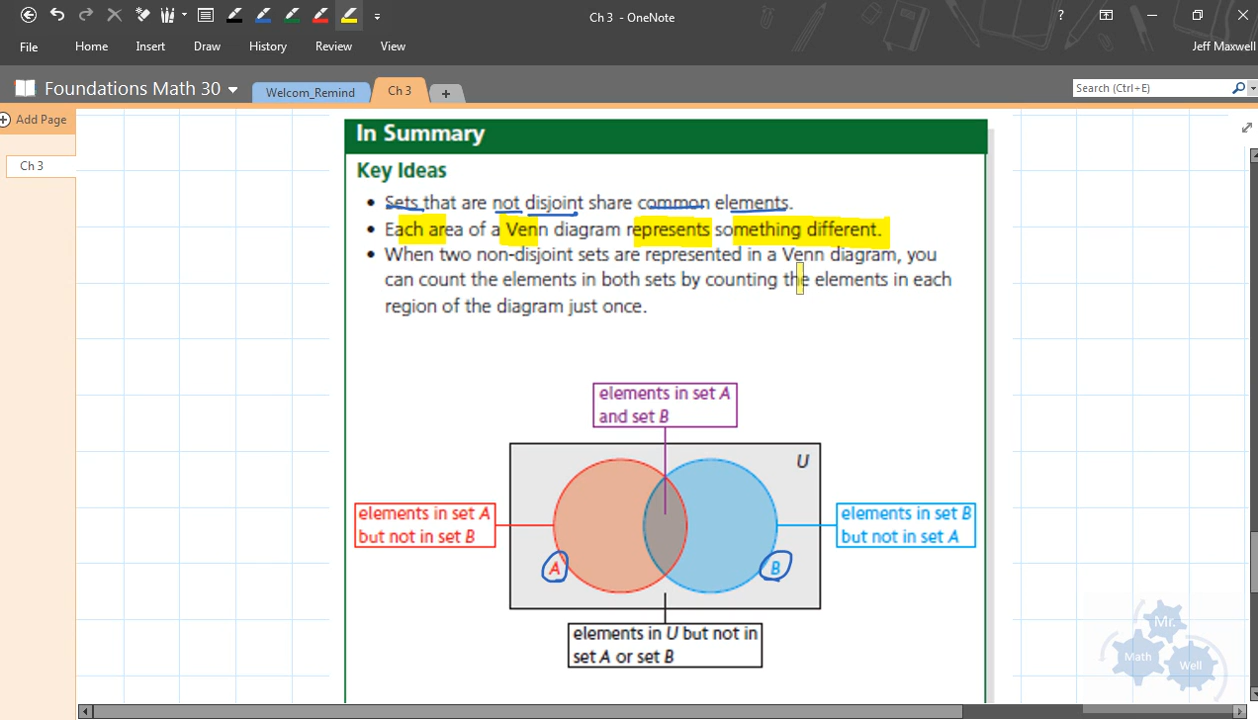 Ch 3 - OneNote
?
File Home Insert Draw History Review View
Jeff Maxwell
Foundations Math 30
Welcom_Remind
Ch 3
+
Search (Ctrl+E)
Add Page
Ch 3
In Summary
Key Ideas
• Sets that are not disjoint share common elements.
• Each area of a Venn diagram represents something different.
• When two non-disjoint sets are represented in a Venn diagram, you
can count the elements in both sets by counting the elements in each
region of the diagram just once.
elements in set A
and set B
U
elements in set A
but not in set B
elements in set B
but not in set A
A
B
elements in U but not in
set A or set B
Mr.
Math
Well